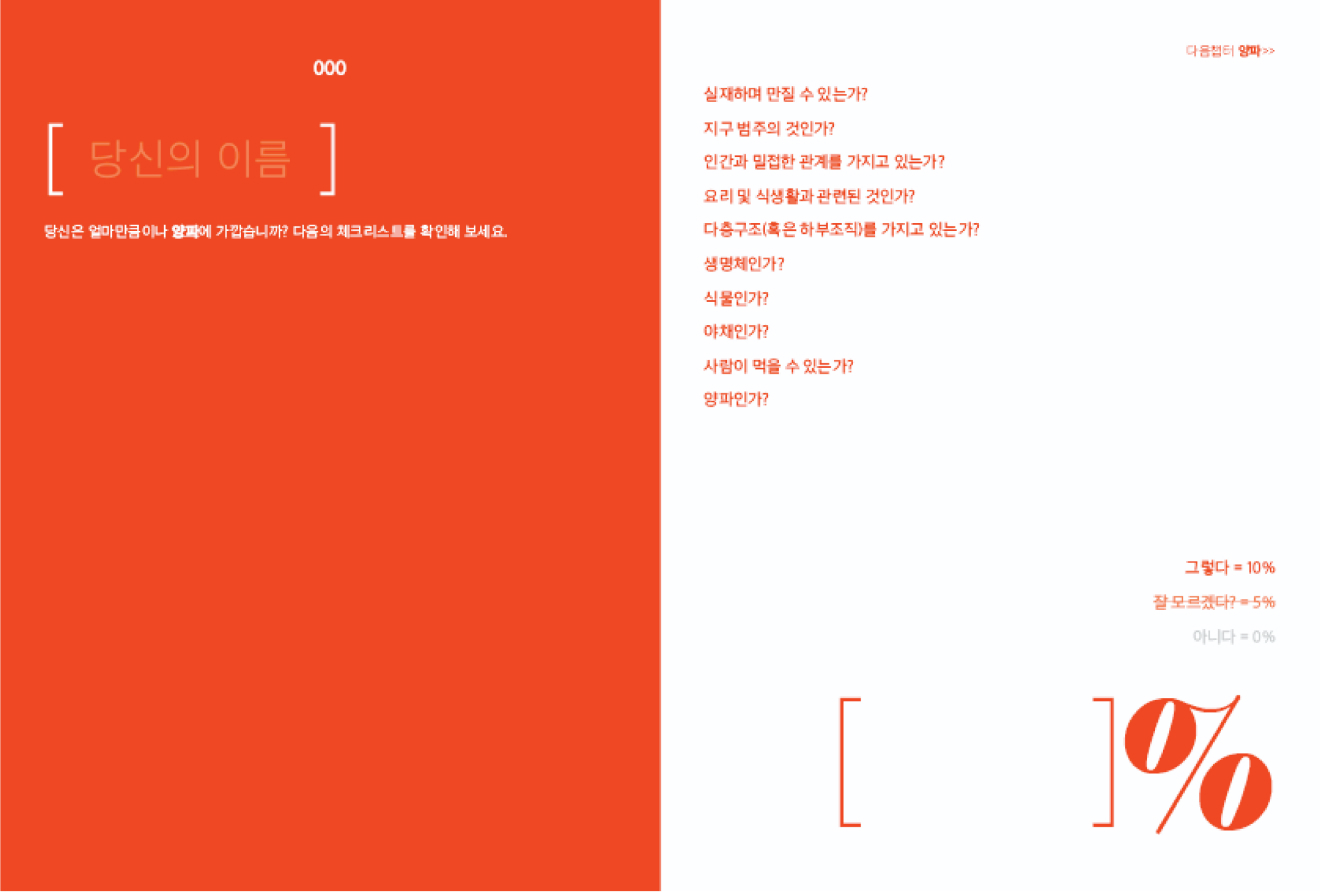 000
[ 당신의 이름 ]
당신은 얼마만큼이나 양파에 가깝습니까? 다음의 체크리스트를 확인해 보세요.
다음챕터 양파>>
실재하며 만질 수 있는가?
지구 범주의 것인가?
인간과 밀접한 관계를 가지고 있는가?
요리 및 식생활과 관련된 것인가?
다층구조(혹은 하부조직)를 가지고 있는가?
생명체인가?
식물인가?
야채인가?
사람이 먹을 수 있는가?
양파인가?
그렇다 = 10%
잘 모르겠다? = 5%
아니다 = 0%
[ ]%